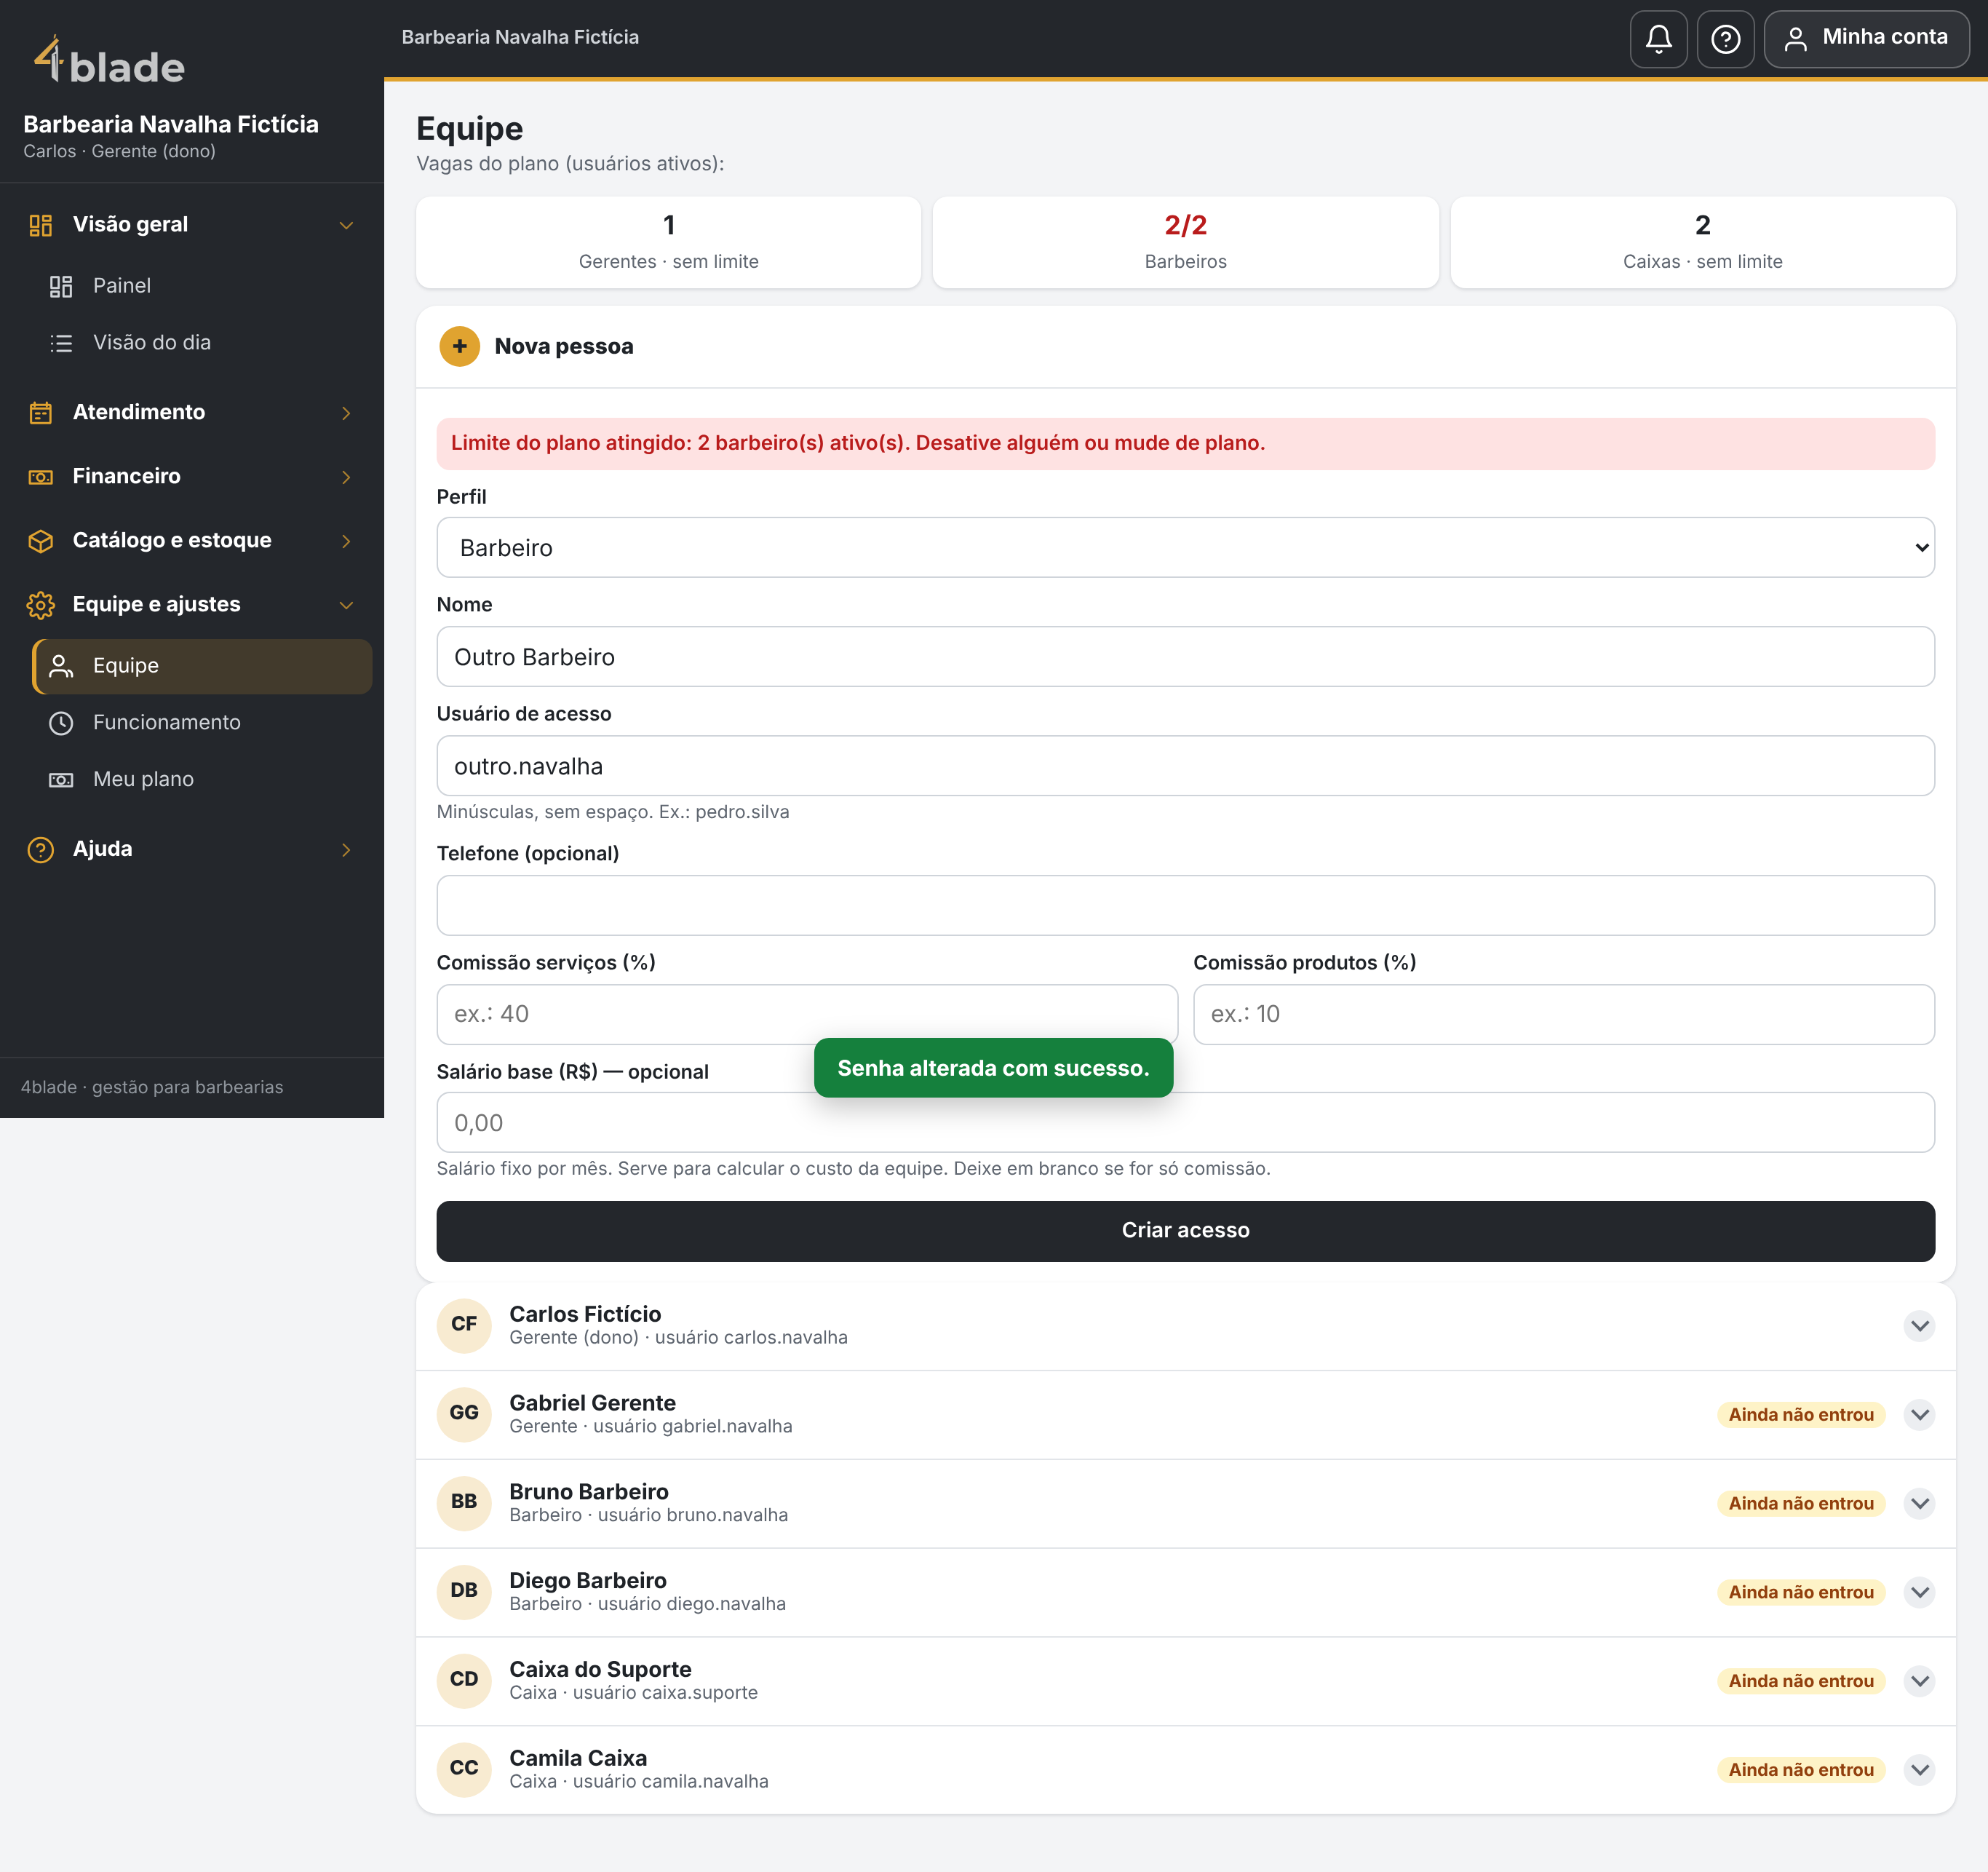 4blade
Barbearia Navalha Fictícia
Carlos · Gerente (dono)
Visão geral
Painel
Visão do dia
Atendimento
Financeiro
Catálogo e estoque
Equipe e ajustes
Equipe
Funcionamento
Meu plano
Ajuda
4blade · gestão para barbearias
Barbearia Navalha Fictícia
Minha conta
Equipe
Vagas do plano (usuários ativos):
1
Gerentes · sem limite
2/2
Barbeiros
2
Caixas · sem limite
+ Nova pessoa
Limite do plano atingido: 2 barbeiro(s) ativo(s). Desative alguém ou mude de plano.
Perfil
Barbeiro
Nome
Outro Barbeiro
Usuário de acesso
outro.navalha
Minúsculas, sem espaço. Ex.: pedro.silva
Telefone (opcional)
Comissão serviços (%)
ex.: 40
Comissão produtos (%)
ex.: 10
Salário base (R$) — opcional
Senha alterada com sucesso.
0,00
Salário fixo por mês. Serve para calcular o custo da equipe. Deixe em branco se for só comissão.
Criar acesso
CF
Carlos Fictício
Gerente (dono) · usuário carlos.navalha
GG
Gabriel Gerente
Gerente · usuário gabriel.navalha
Ainda não entrou
BB
Bruno Barbeiro
Barbeiro · usuário bruno.navalha
Ainda não entrou
DB
Diego Barbeiro
Barbeiro · usuário diego.navalha
Ainda não entrou
CD
Caixa do Suporte
Caixa · usuário caixa.suporte
Ainda não entrou
CC
Camila Caixa
Caixa · usuário camila.navalha
Ainda não entrou